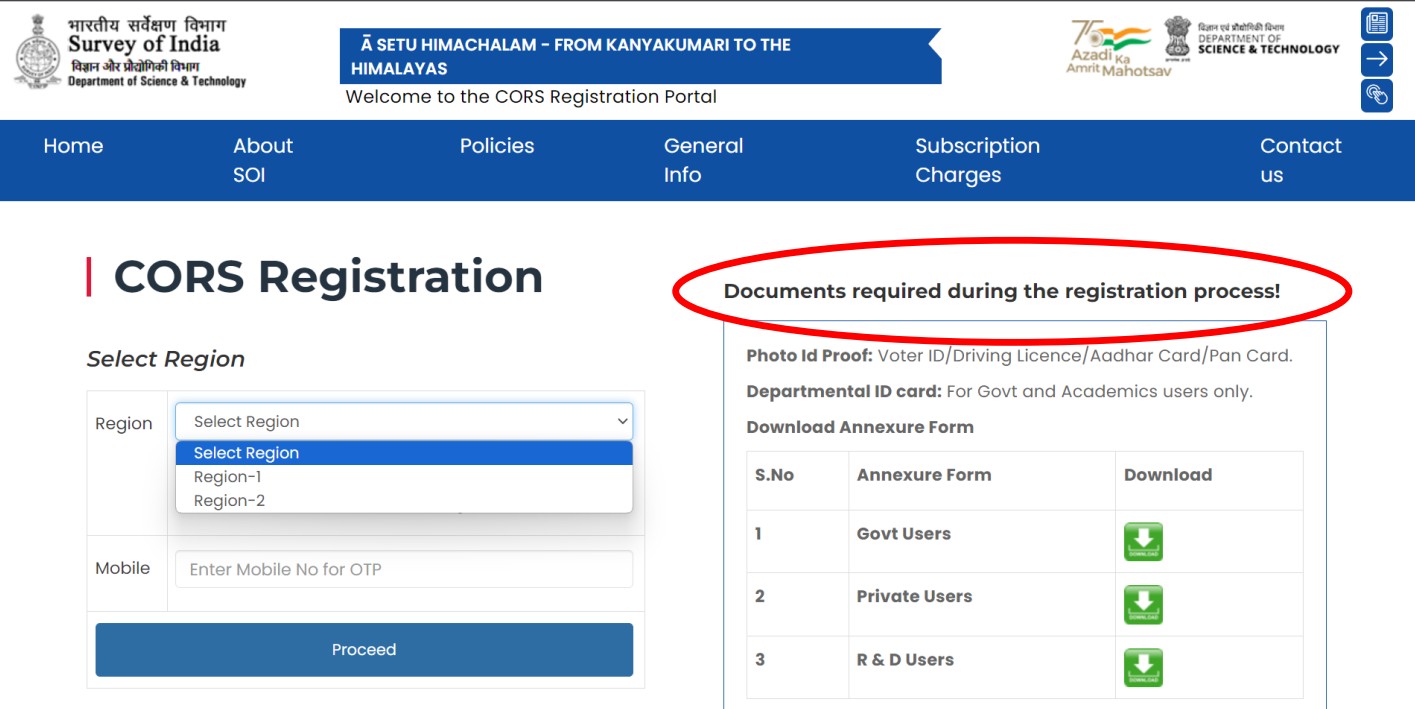 भारतीय सर्वेक्षण विभाग
Survey of India
विज्ञान और प्रौद्योगिकी विभाग
Department of Science & Technology
Ā SETU HIMACHALAM - FROM KANYAKUMARI TO THE
HIMALAYAS
Welcome to the CORS Registration Portal
75
Azadi Ka
Amrit Mahotsav
विज्ञान एवं प्रौद्योगिकी विभाग
DEPARTMENT OF
SCIENCE & TECHNOLOGY
Home
About
SOI
Policies
General
Info
Subscription
Charges
Contact
us
CORS Registration
Select Region
Region
Select Region
Select Region
Region-1
Region-2
Mobile
Enter Mobile No for OTP
Proceed
Documents required during the registration process!
Photo Id Proof: Voter ID/Driving Licence/Aadhar Card/Pan Card.
Departmental ID card: For Govt and Academics users only.
Download Annexure Form
S.No Annexure Form Download
1 Govt Users DOWNLOAD
2 Private Users DOWNLOAD
3 R & D Users DOWNLOAD